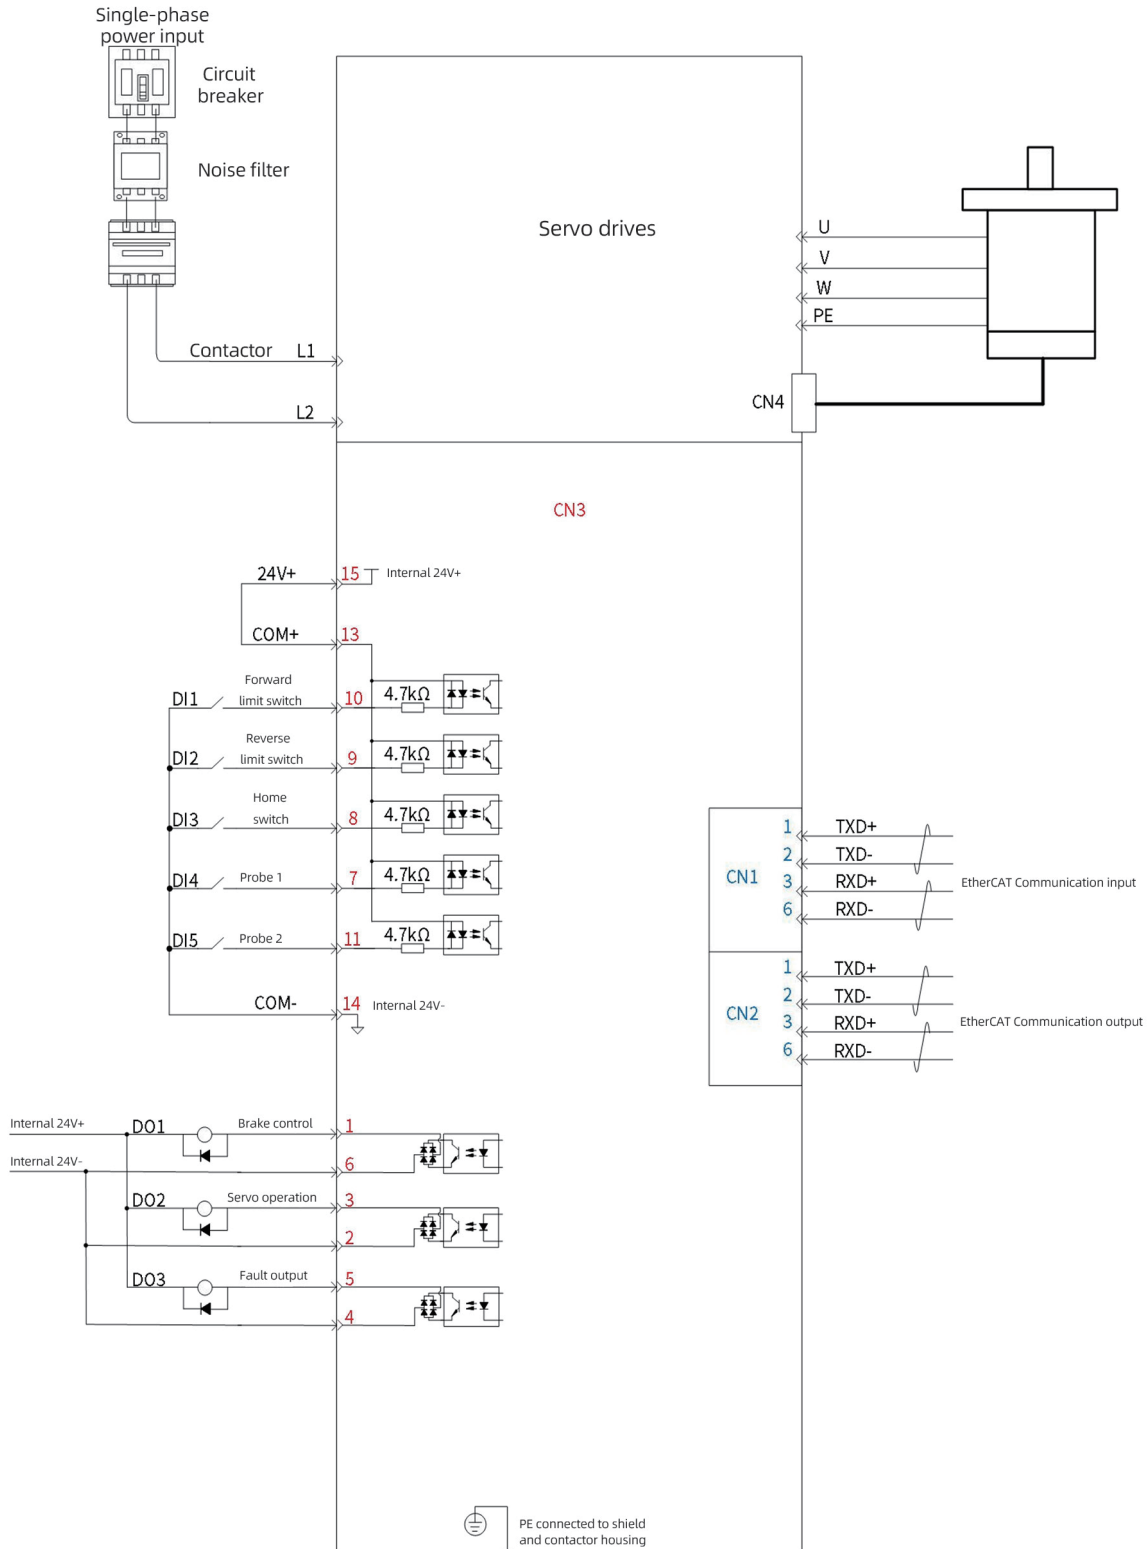 Single-phase
power input
Circuit
breaker
Noise filter
Contactor
L1
L2
Servo drives
U
V
W
PE
CN4
CN3
24V+
15
Internal 24V+
COM+
13
Forward
DI1
limit switch
10
4.7kΩ
Reverse
DI2
limit switch
9
4.7kΩ
Home
DI3
switch
8
4.7kΩ
DI4
Probe 1
7
4.7kΩ
DI5
Probe 2
11
4.7kΩ
COM-
14
Internal 24V-
CN1
1
TXD+
2
TXD-
3
RXD+
6
RXD-
EtherCAT Communication input
CN2
1
TXD+
2
TXD-
3
RXD+
6
RXD-
EtherCAT Communication output
Internal 24V+
DO1
Brake control
1
Internal 24V-
6
DO2
Servo operation
3
2
DO3
Fault output
5
4
PE connected to shield
and contactor housing